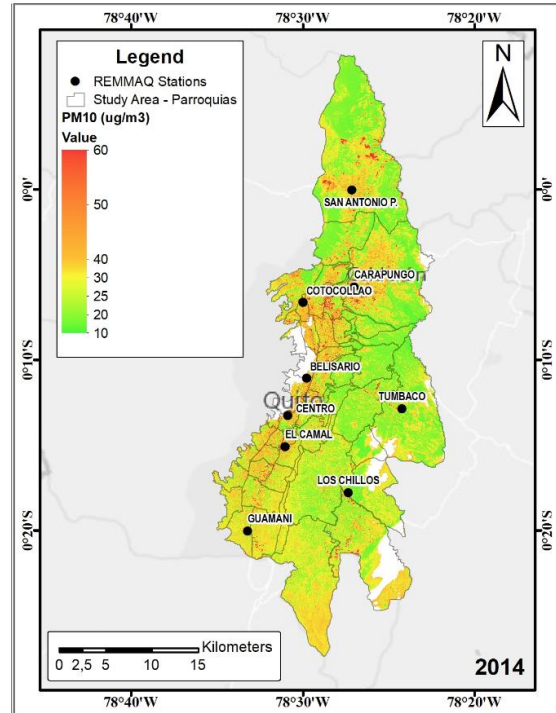 78°40'W 78°30'W 78°20'W
Legend
REMMAQ Stations
Study Area - Parroquias
PM10 (ug/m3)
Value
60
50
40
30
25
20
10
N
0°0'
0°0'
SAN ANTONIO P.
CARAPUNGO
COTOCOLLAO
0°10'S
0°10'S
BELISARIO
TUMBACO
Quito
CENTRO
EL CAMAL
LOS CHILLOS
GUAMANI
0°20'S
0°20'S
Kilometers
0 2,5 5 10 15
2014
78°40'W 78°30'W 78°20'W